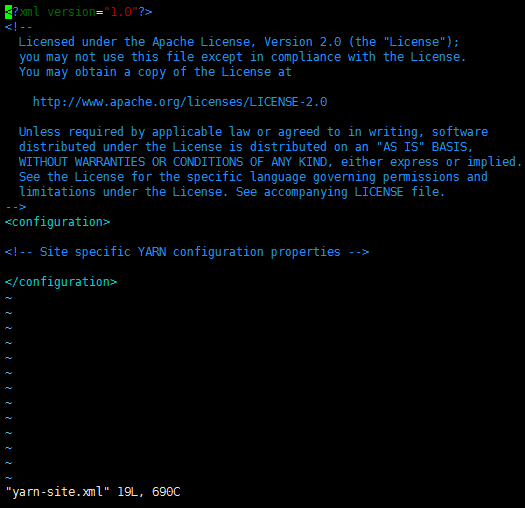 <?xml version="1.0"?>
<!--
  Licensed under the Apache License, Version 2.0 (the "License");
  you may not use this file except in compliance with the License.
  You may obtain a copy of the License at

    http://www.apache.org/licenses/LICENSE-2.0

  Unless required by applicable law or agreed to in writing, software
  distributed under the License is distributed on an "AS IS" BASIS,
  WITHOUT WARRANTIES OR CONDITIONS OF ANY KIND, either express or implied.
  See the License for the specific language governing permissions and
  limitations under the License. See accompanying LICENSE file.
-->
<configuration>

<!-- Site specific YARN configuration properties -->

</configuration>
~
~
~
~
~
~
~
~
~
~
~
~
~
"yarn-site.xml" 19L, 690C